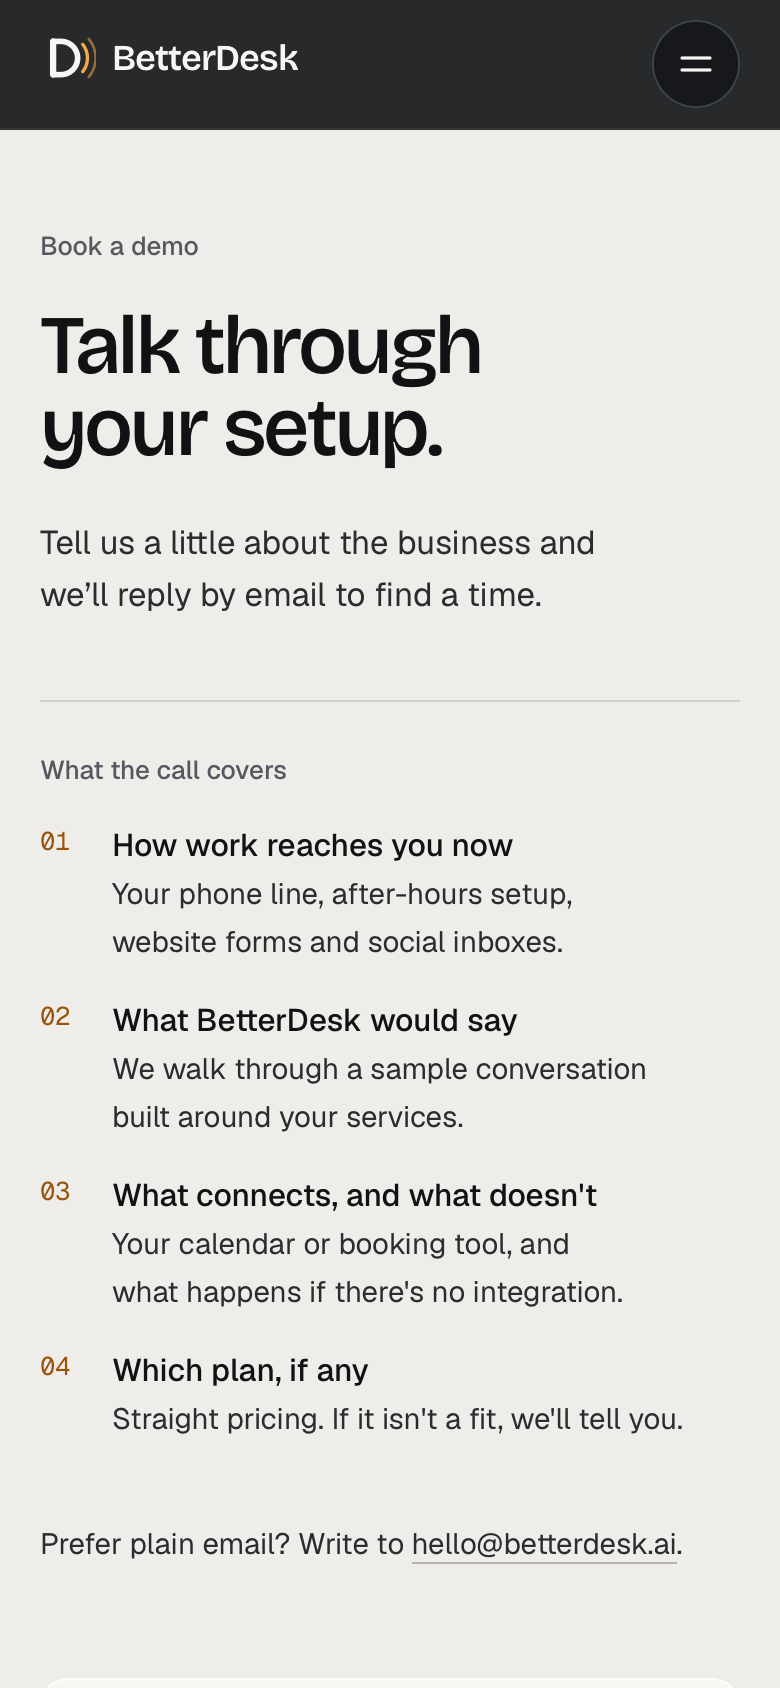 BetterDesk
Book a demo
Talk through
your setup.
Tell us a little about the business and
we’ll reply by email to find a time.
What the call covers
01 How work reaches you now
Your phone line, after-hours setup,
website forms and social inboxes.
02 What BetterDesk would say
We walk through a sample conversation
built around your services.
03 What connects, and what doesn't
Your calendar or booking tool, and
what happens if there's no integration.
04 Which plan, if any
Straight pricing. If it isn't a fit, we'll tell you.
Prefer plain email? Write to hello@betterdesk.ai.